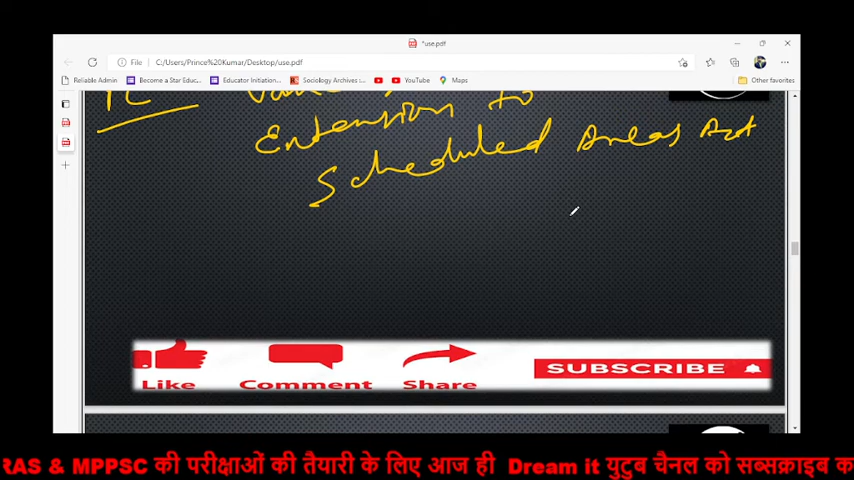 *use.pdf
File C:/Users/Prince%20Kumar/Desktop/use.pdf
Reliable Admin Become a Star Educ... Educator Initiation... Sociology Archives :... YouTube Maps Other favorites
Extension to
Scheduled Areas Act
Like Comment Share SUBSCRIBE
RAS & MPPSC की परीक्षाओं की तैयारी के लिए आज ही Dream it युटुब चैनल को सब्सक्राइब क